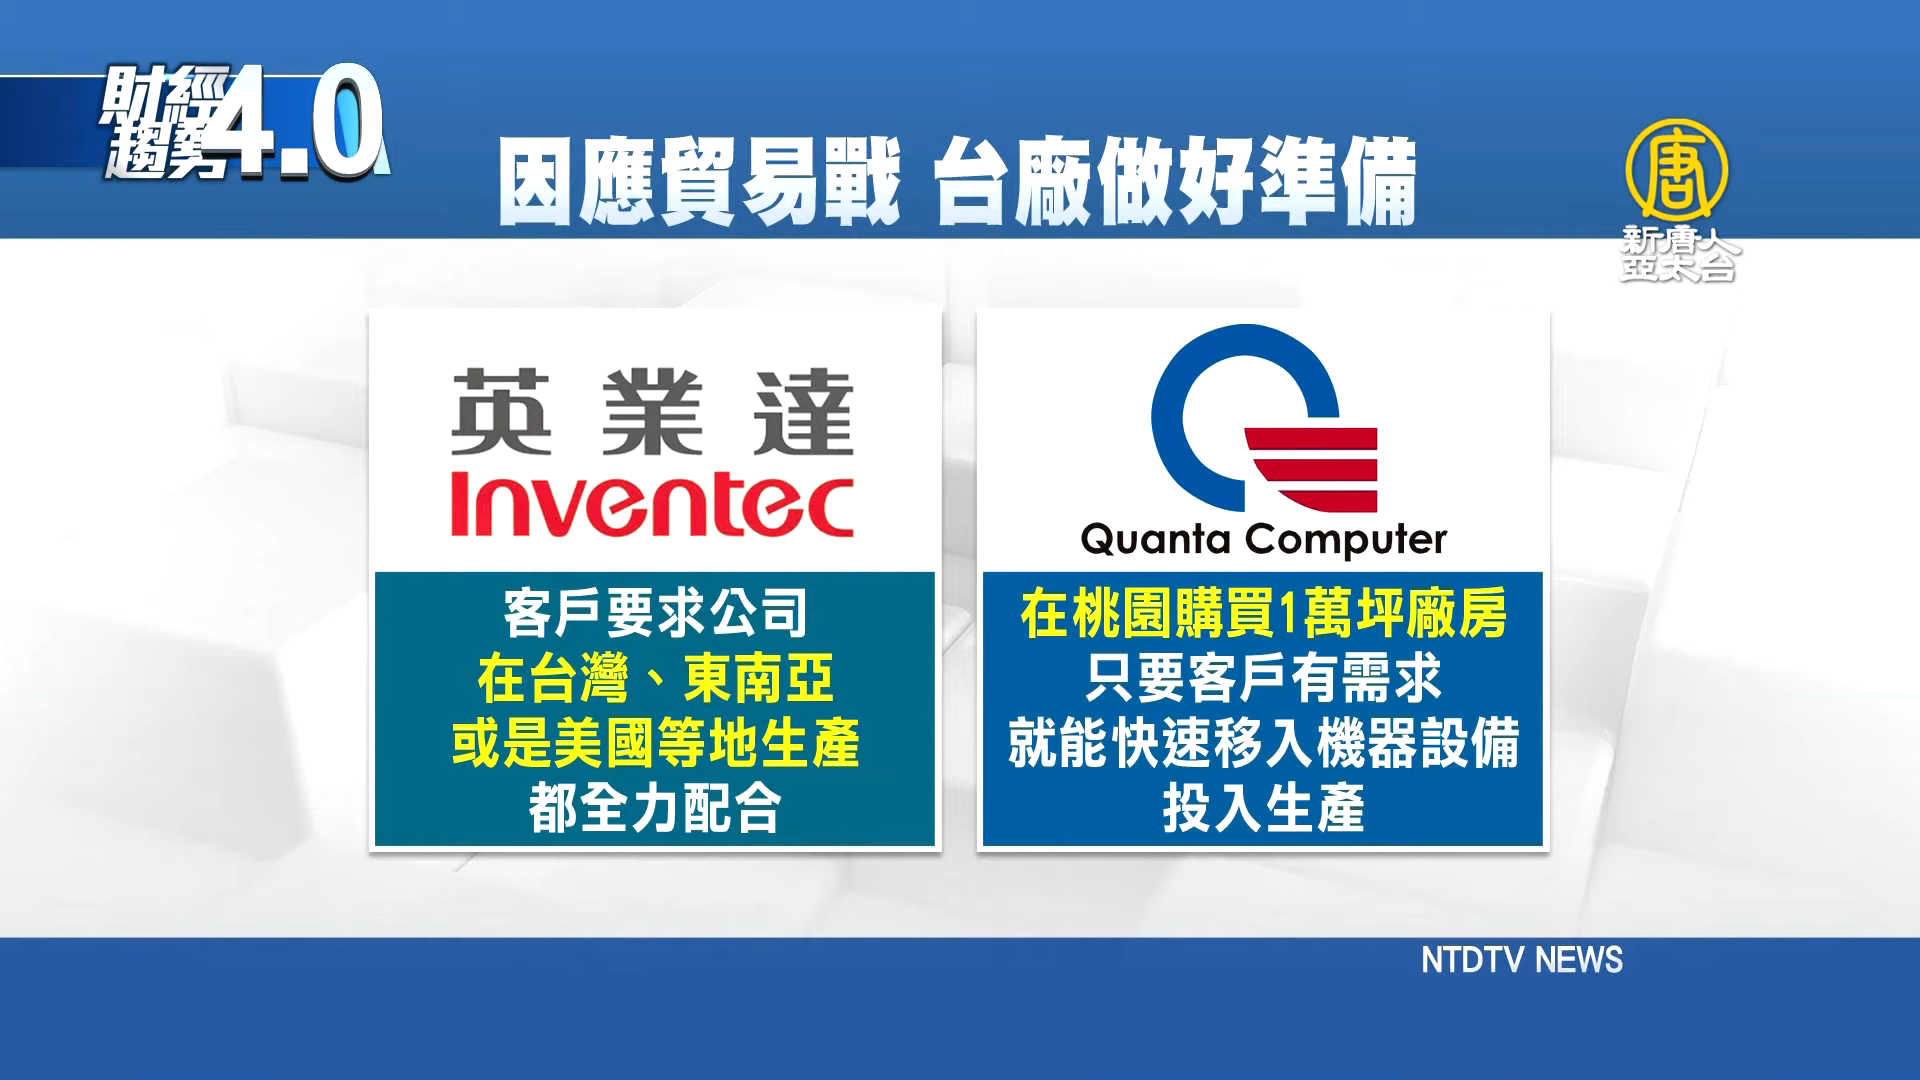 財經
趨勢4.0
因應貿易戰 台廠做好準備
唐
新唐人
亞太台
英業達
Inventec
客戶要求公司
在台灣、東南亞
或是美國等地生產
都全力配合
Quanta Computer
在桃園購買1萬坪廠房
只要客戶有需求
就能快速移入機器設備
投入生產
NTDTV NEWS